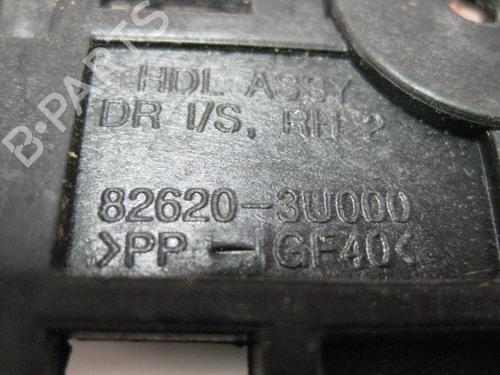 HDL ASSY
DR I/S, RH 2
82620-3U000
>PP-GF40<
B-PARTS